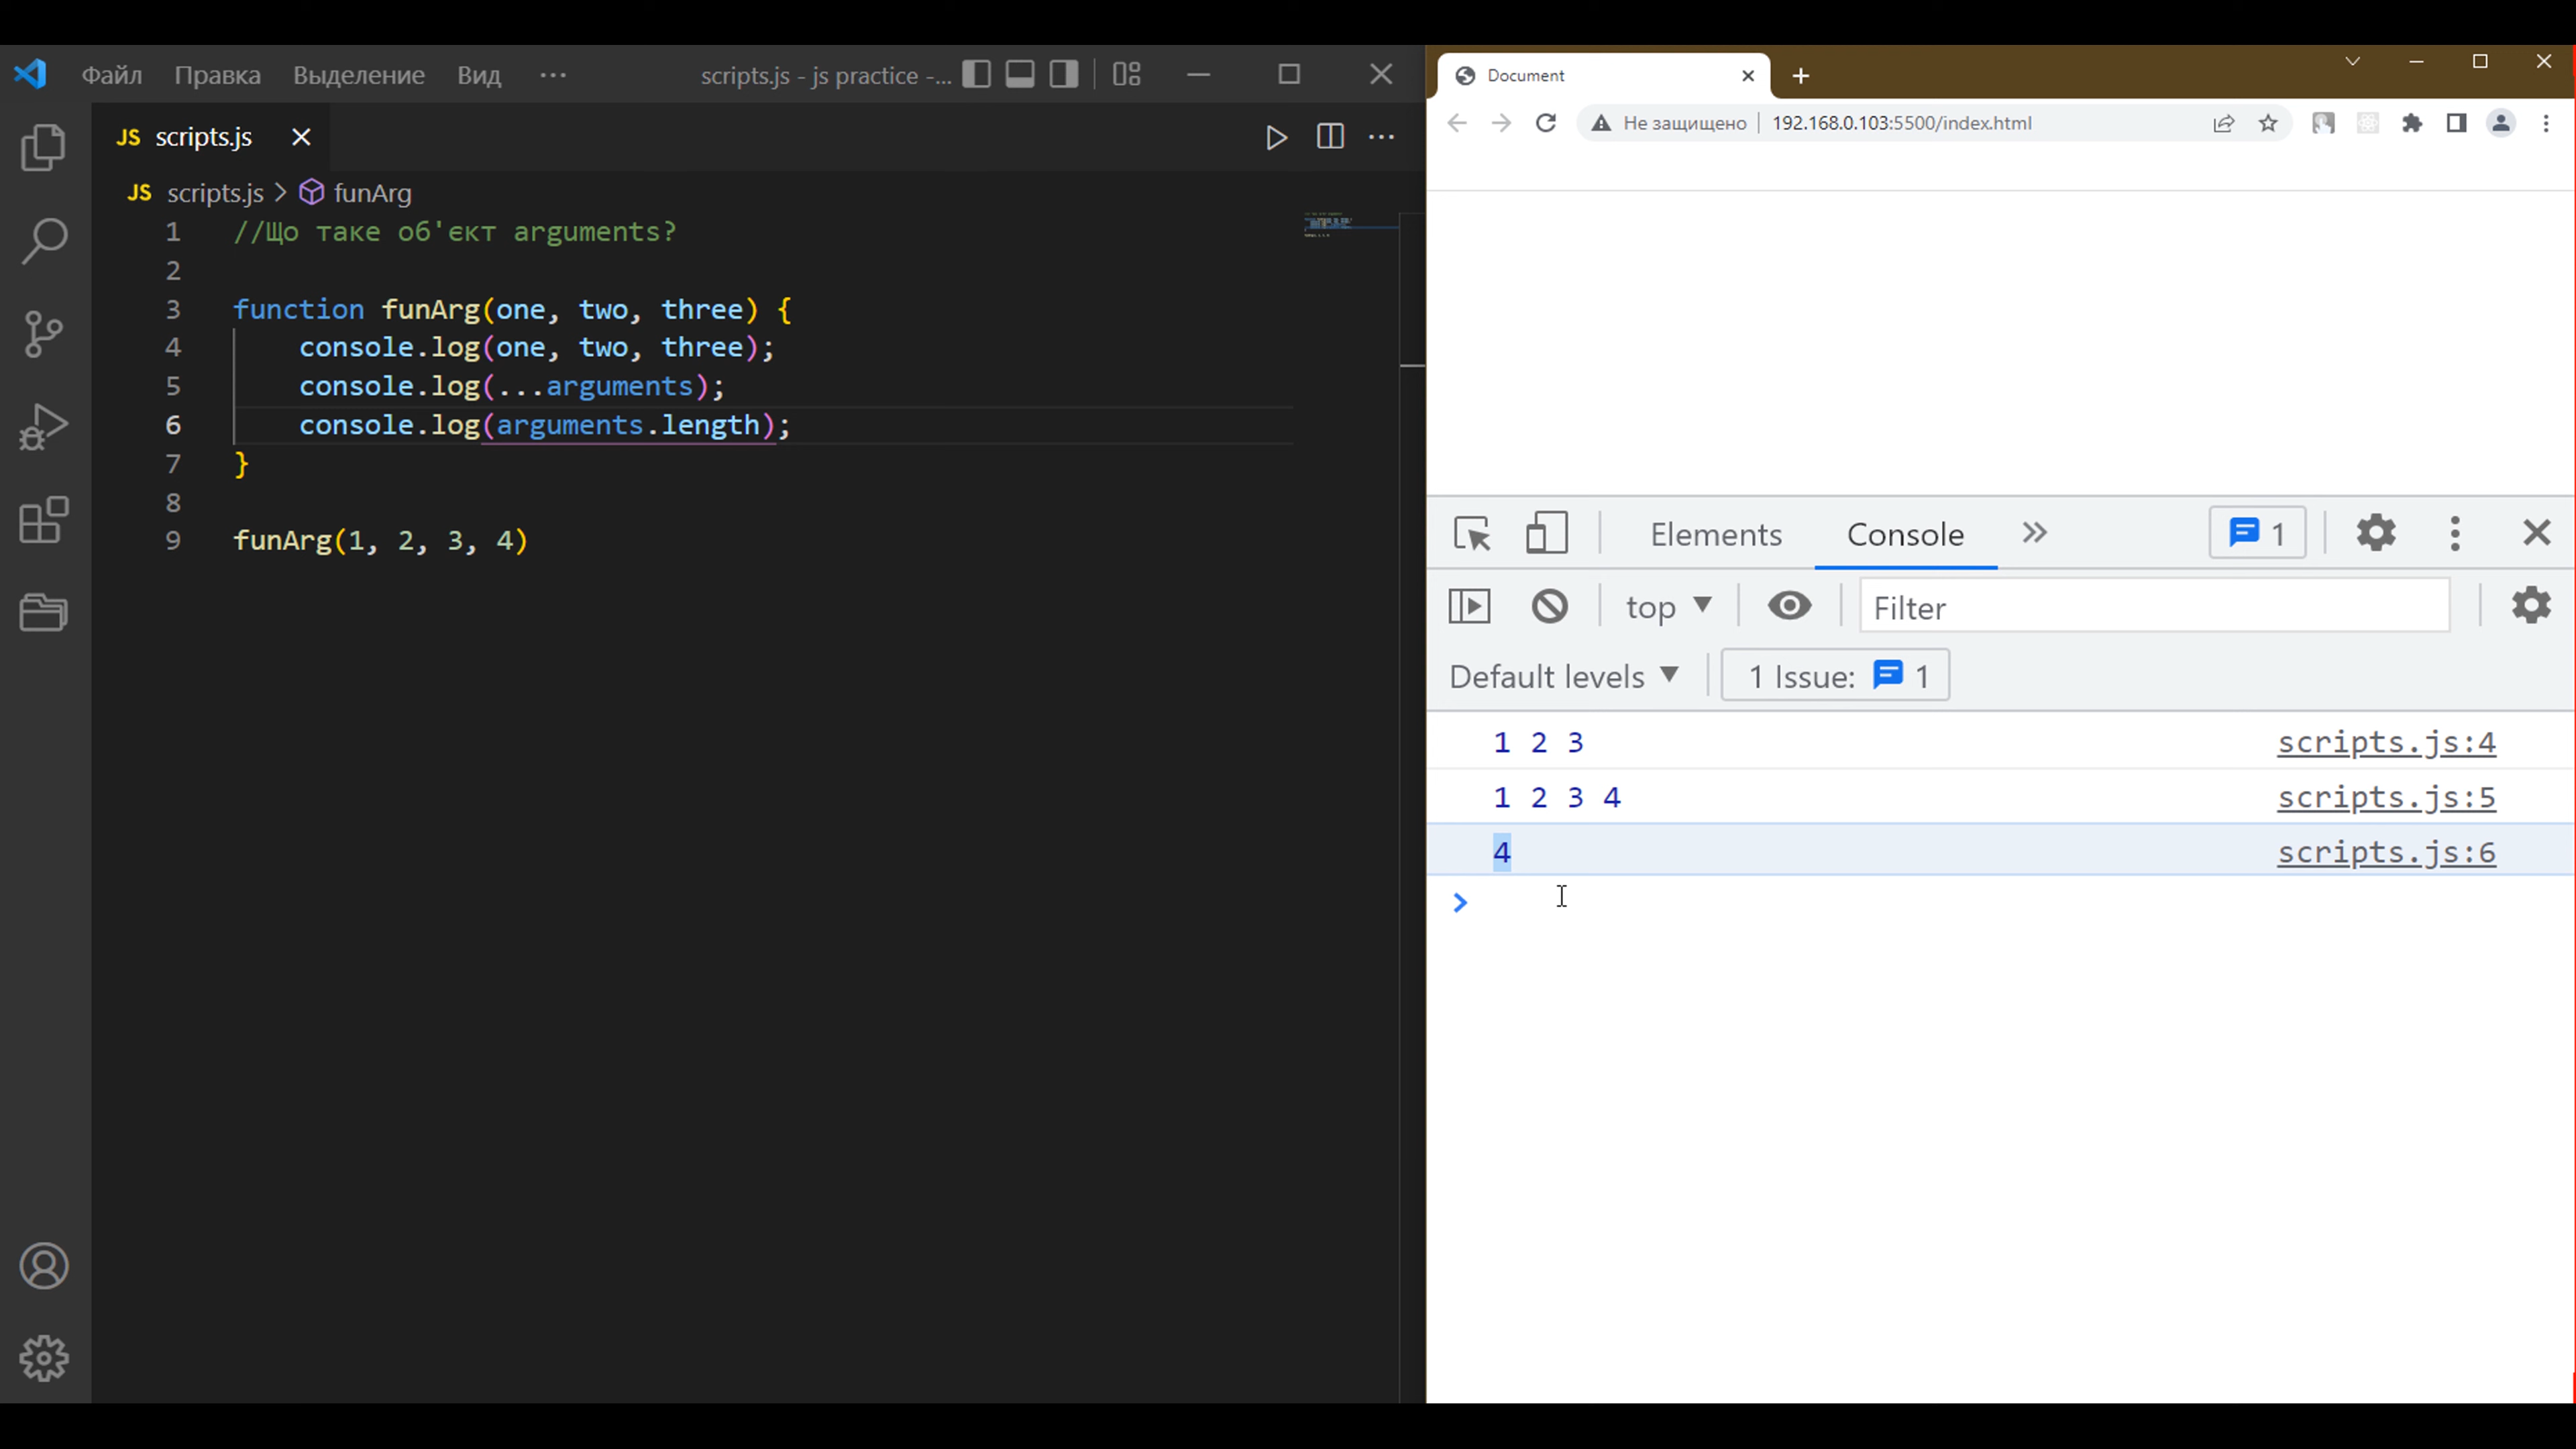 Файл Правка Выделение Вид ... scripts.js - js practice -...
JS scripts.js
JS scripts.js > funArg
1 //Що таке об'єкт arguments?
2
3 function funArg(one, two, three) {
4 console.log(one, two, three);
5 console.log(...arguments);
6 console.log(arguments.length);
7 }
8
9 funArg(1, 2, 3, 4)
Document
Не защищено 192.168.0.103:5500/index.html
Elements Console » 1
top Filter
Default levels 1 Issue: 1
1 2 3 scripts.js:4
1 2 3 4 scripts.js:5
4 scripts.js:6
>